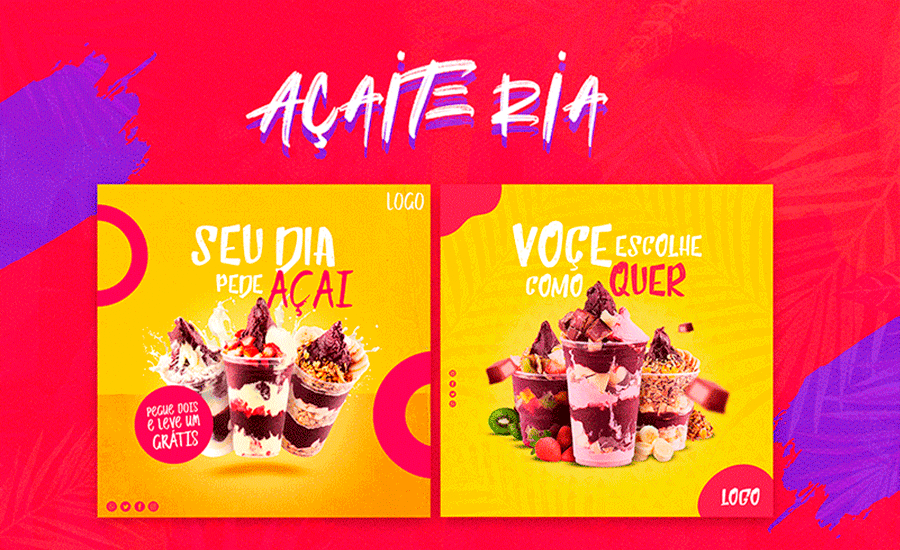 AÇAITERIA
LOGO
SEU DIA
PEDE AÇAI
PEGUE DOIS
E LEVE UM
GRÁTIS
VOÇE ESCOLHE
COMO QUER
LOGO